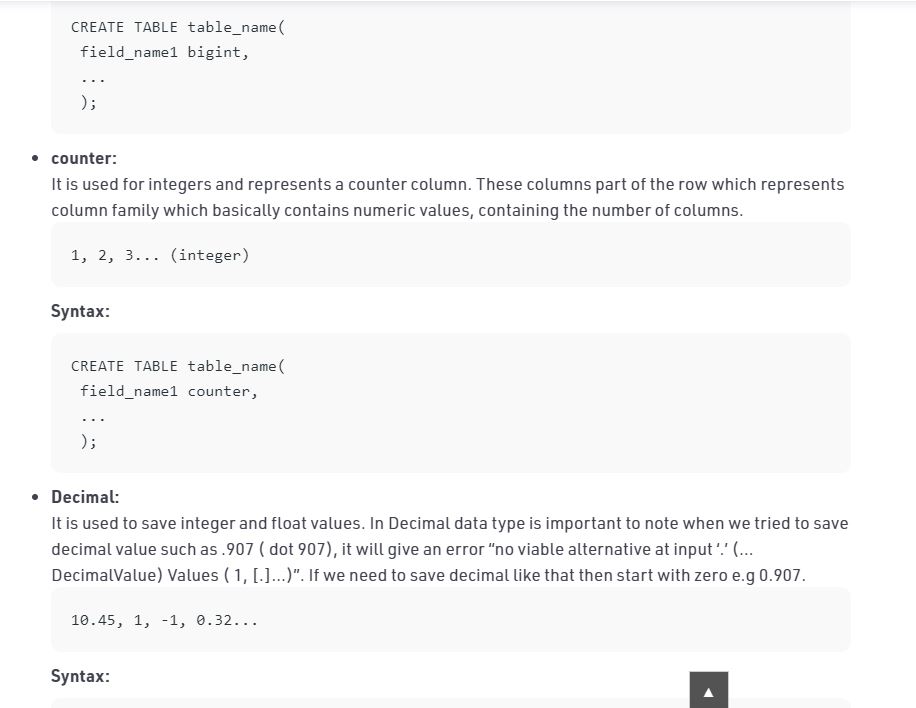 CREATE TABLE table_name(
field_name1 bigint,
...
);
• counter:
It is used for integers and represents a counter column. These columns part of the row which represents
column family which basically contains numeric values, containing the number of columns.
1, 2, 3... (integer)
Syntax:
CREATE TABLE table_name(
field_name1 counter,
...
);
• Decimal:
It is used to save integer and float values. In Decimal data type is important to note when we tried to save
decimal value such as .907 ( dot 907), it will give an error “no viable alternative at input ‘.’ (…
DecimalValue) Values ( 1, [.]…)”. If we need to save decimal like that then start with zero e.g 0.907.
10.45, 1, -1, 0.32...
Syntax: